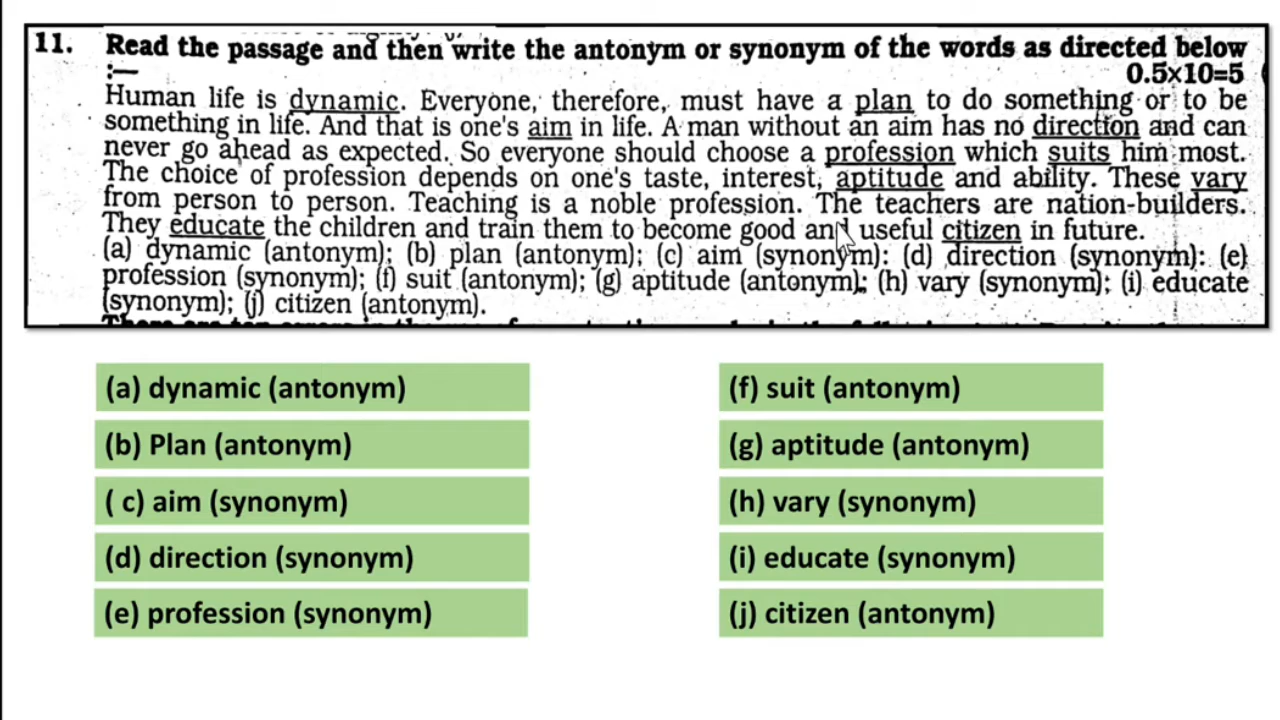 11. Read the passage and then write the antonym or synonym of the words as directed below
:— 0.5×10=5
Human life is dynamic. Everyone, therefore, must have a plan to do something or to be
something in life. And that is one's aim in life. A man without an aim has no direction and can
never go ahead as expected. So everyone should choose a profession which suits him most.
The choice of profession depends on one's taste, interest, aptitude and ability. These vary
from person to person. Teaching is a noble profession. The teachers are nation-builders.
They educate the children and train them to become good and useful citizen in future.
(a) dynamic (antonym); (b) plan (antonym); (c) aim (synonym): (d) direction (synonym): (e)
profession (synonym); (f) suit (antonym); (g) aptitude (antonym); (h) vary (synonym); (i) educate
(synonym); (j) citizen (antonym).
(a) dynamic (antonym)
(b) Plan (antonym)
( c) aim (synonym)
(d) direction (synonym)
(e) profession (synonym)
(f) suit (antonym)
(g) aptitude (antonym)
(h) vary (synonym)
(i) educate (synonym)
(j) citizen (antonym)